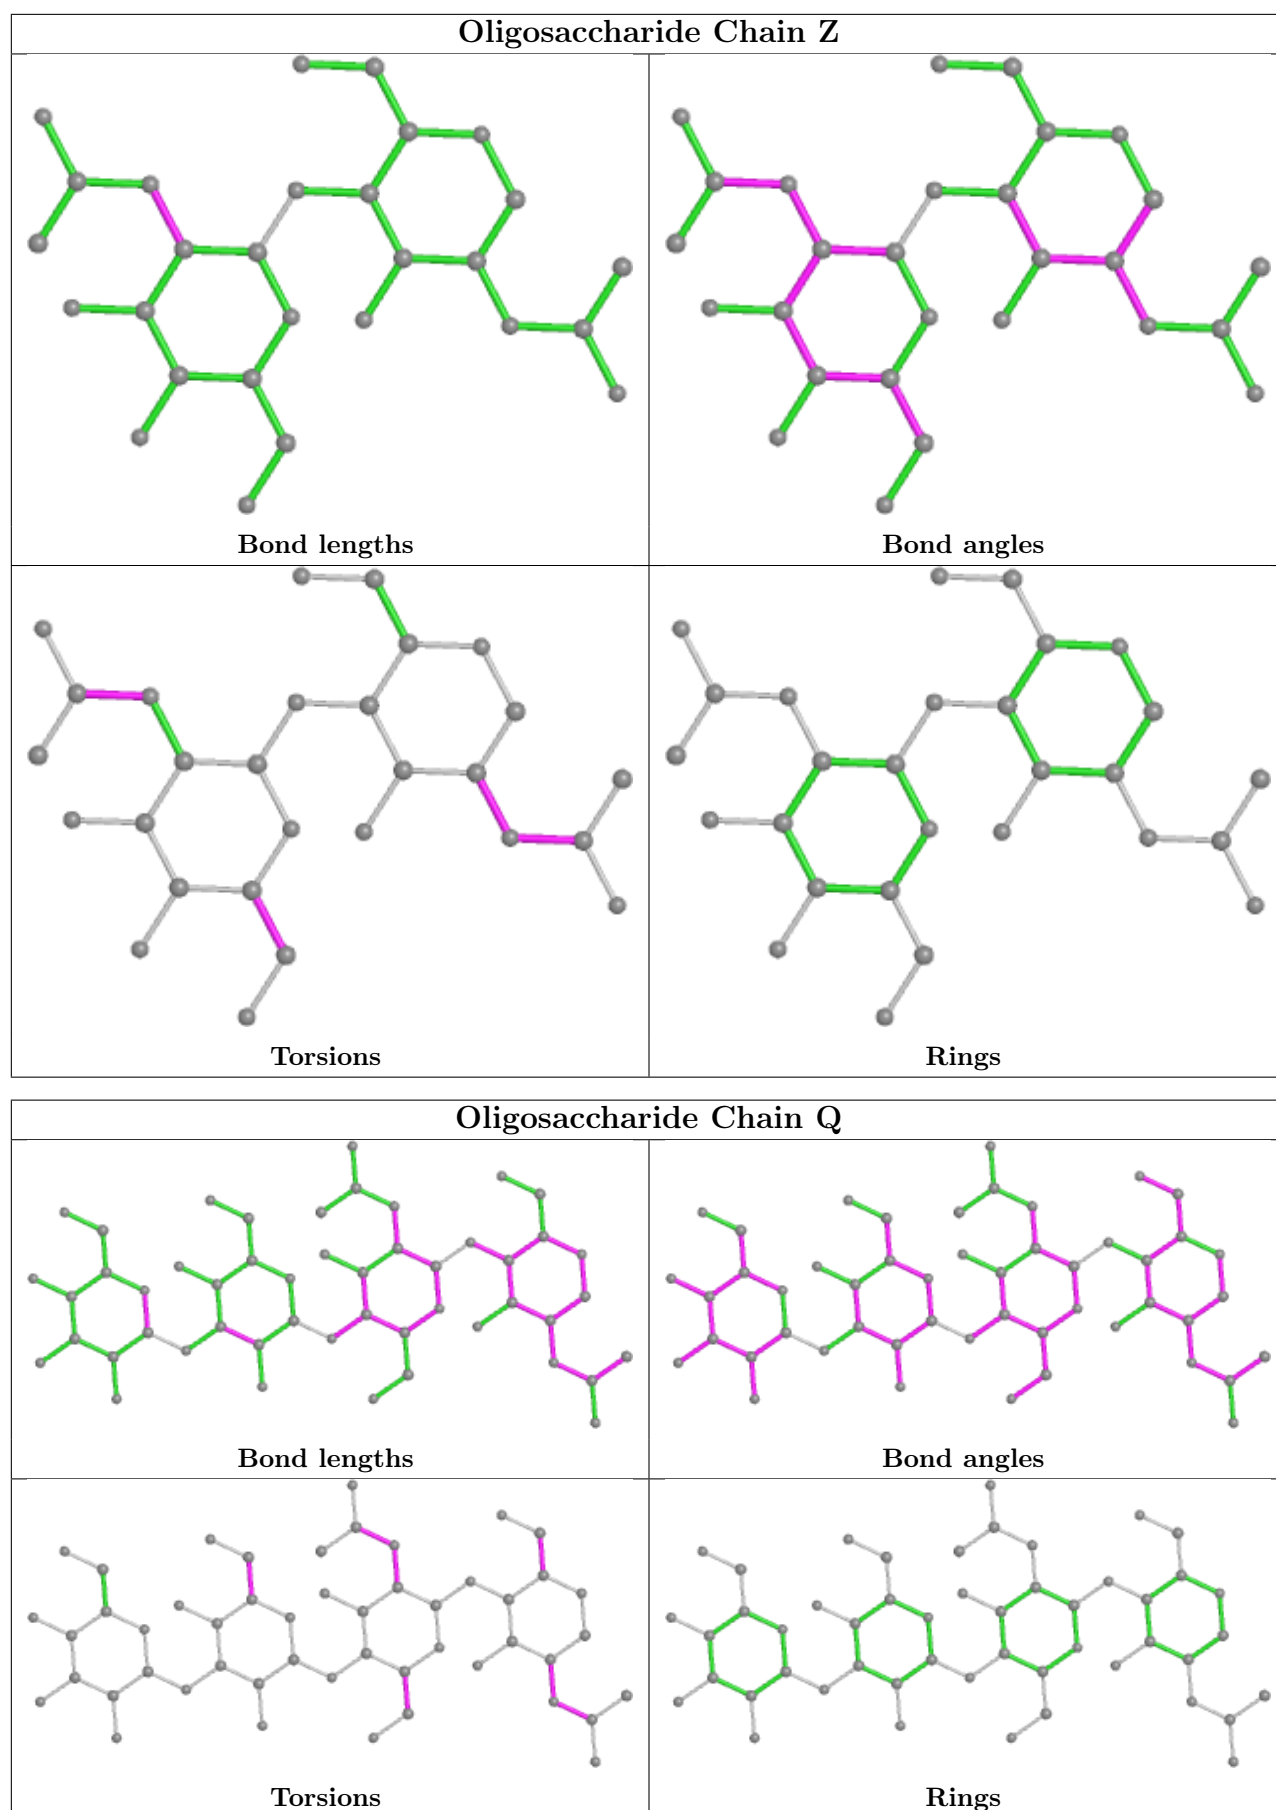 Oligosaccharide Chain Z
Bond lengths
Bond angles
Torsions
Rings
Oligosaccharide Chain Q
Bond lengths
Bond angles
Torsions
Rings